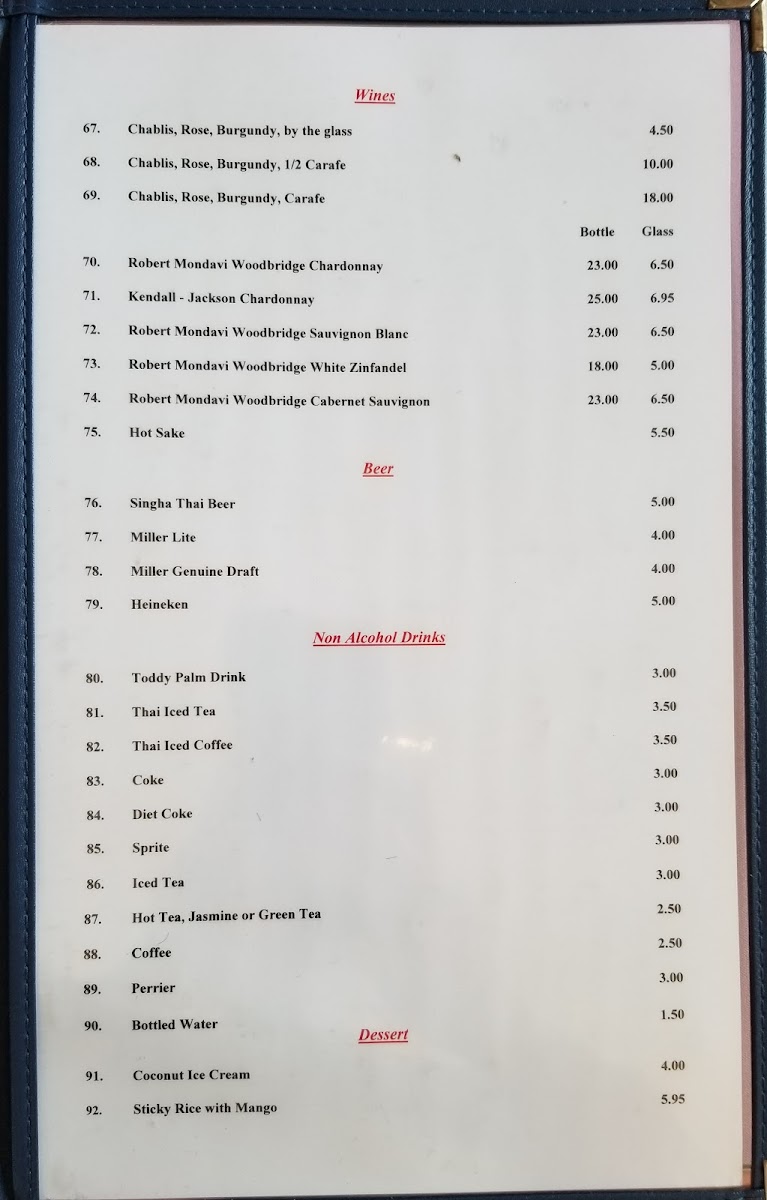 Wines
67. Chablis, Rose, Burgundy, by the glass 4.50
68. Chablis, Rose, Burgundy, 1/2 Carafe 10.00
69. Chablis, Rose, Burgundy, Carafe 18.00
Bottle Glass
70. Robert Mondavi Woodbridge Chardonnay 23.00 6.50
71. Kendall - Jackson Chardonnay 25.00 6.95
72. Robert Mondavi Woodbridge Sauvignon Blanc 23.00 6.50
73. Robert Mondavi Woodbridge White Zinfandel 18.00 5.00
74. Robert Mondavi Woodbridge Cabernet Sauvignon 23.00 6.50
75. Hot Sake 5.50
Beer
76. Singha Thai Beer 5.00
77. Miller Lite 4.00
78. Miller Genuine Draft 4.00
79. Heineken 5.00
Non Alcohol Drinks
80. Toddy Palm Drink 3.00
81. Thai Iced Tea 3.50
82. Thai Iced Coffee 3.50
83. Coke 3.00
84. Diet Coke 3.00
85. Sprite 3.00
86. Iced Tea 3.00
87. Hot Tea, Jasmine or Green Tea 2.50
88. Coffee 2.50
89. Perrier 3.00
90. Bottled Water 1.50
Dessert
91. Coconut Ice Cream 4.00
92. Sticky Rice with Mango 5.95